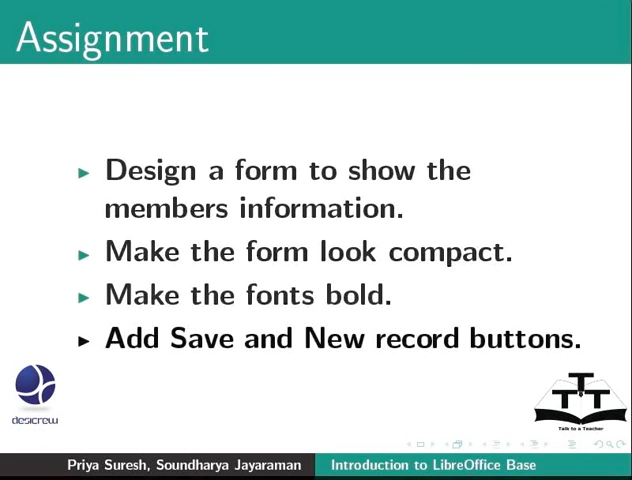 Assignment
Design a form to show the
members information.
Make the form look compact.
Make the fonts bold.
Add Save and New record buttons.
desicrew
T
T T
Talk to a Teacher
Priya Suresh, Soundharya Jayaraman
Introduction to LibreOffice Base